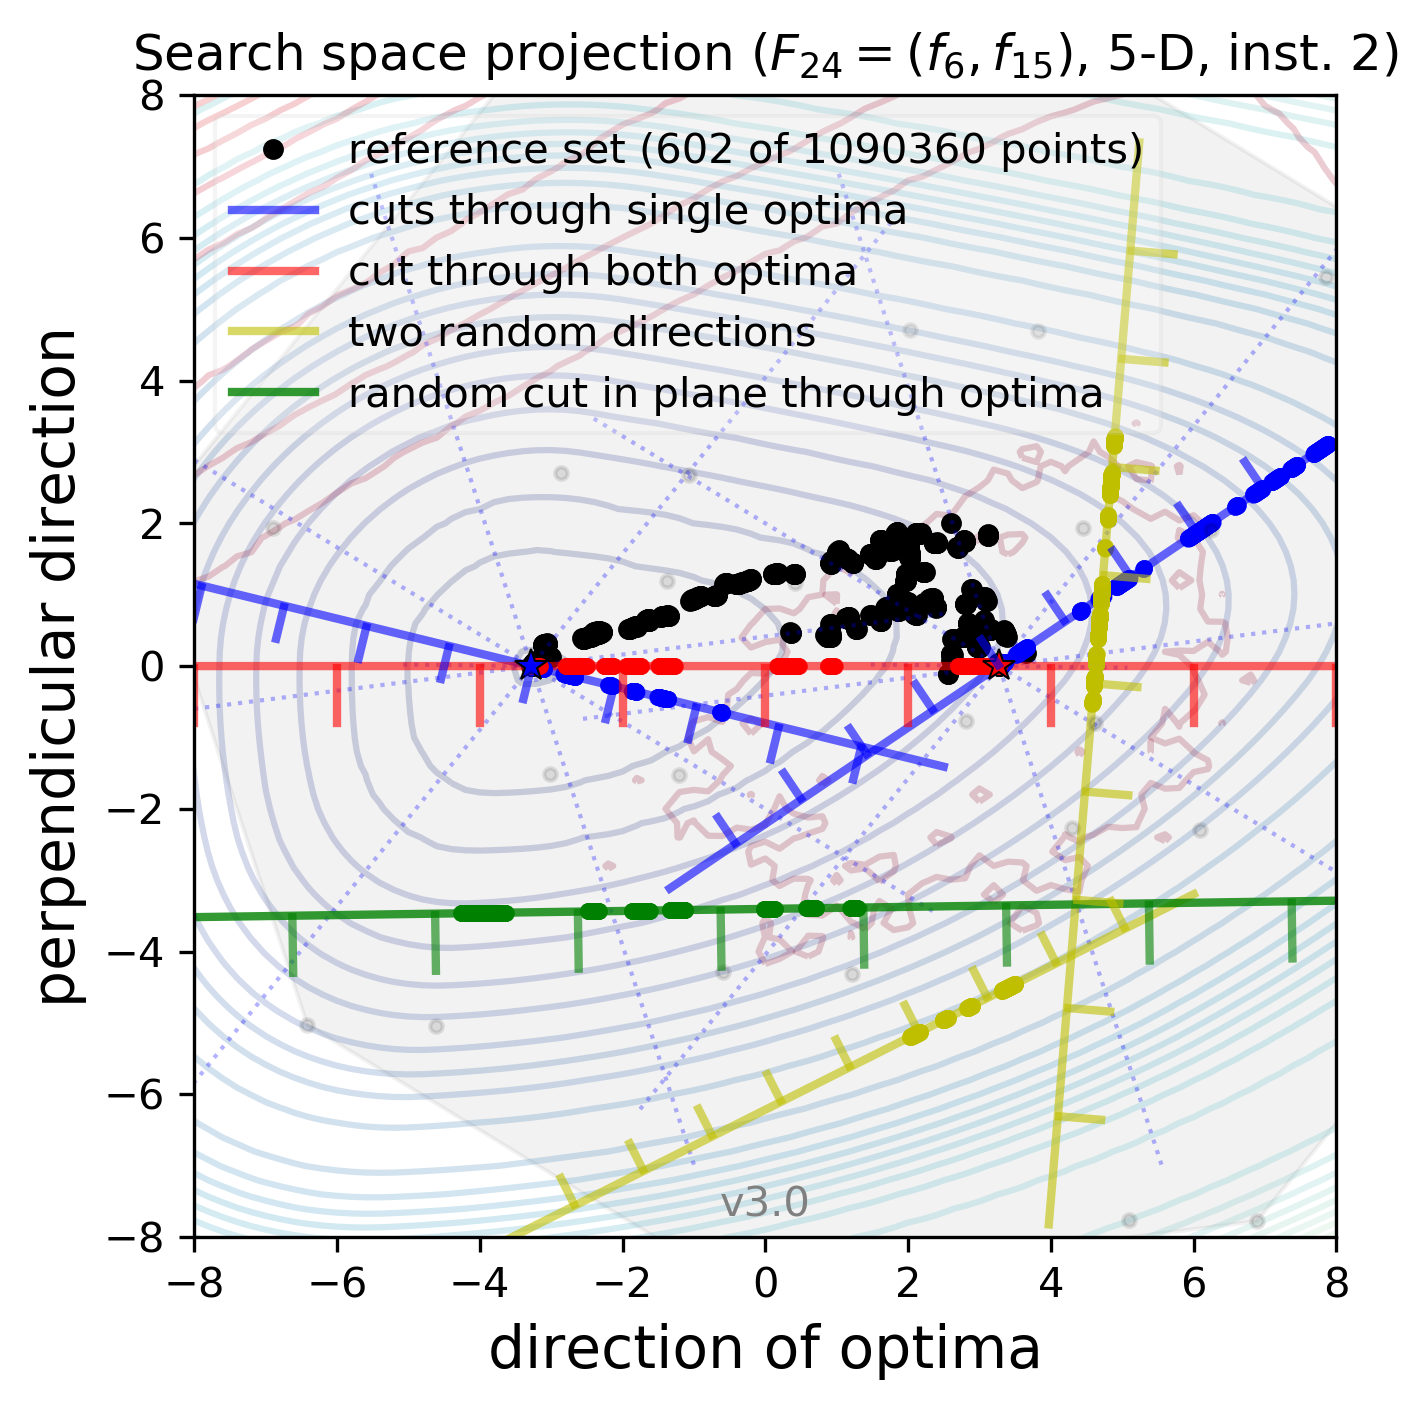 Search space projection (F₂₄ = (f₆, f₁₅), 5-D, inst. 2)
reference set (602 of 1090360 points)
cuts through single optima
cut through both optima
two random directions
random cut in plane through optima
perpendicular direction
8
6
4
2
0
−2
−4
−6
−8
v3.0
−8 −6 −4 −2 0 2 4 6 8
direction of optima